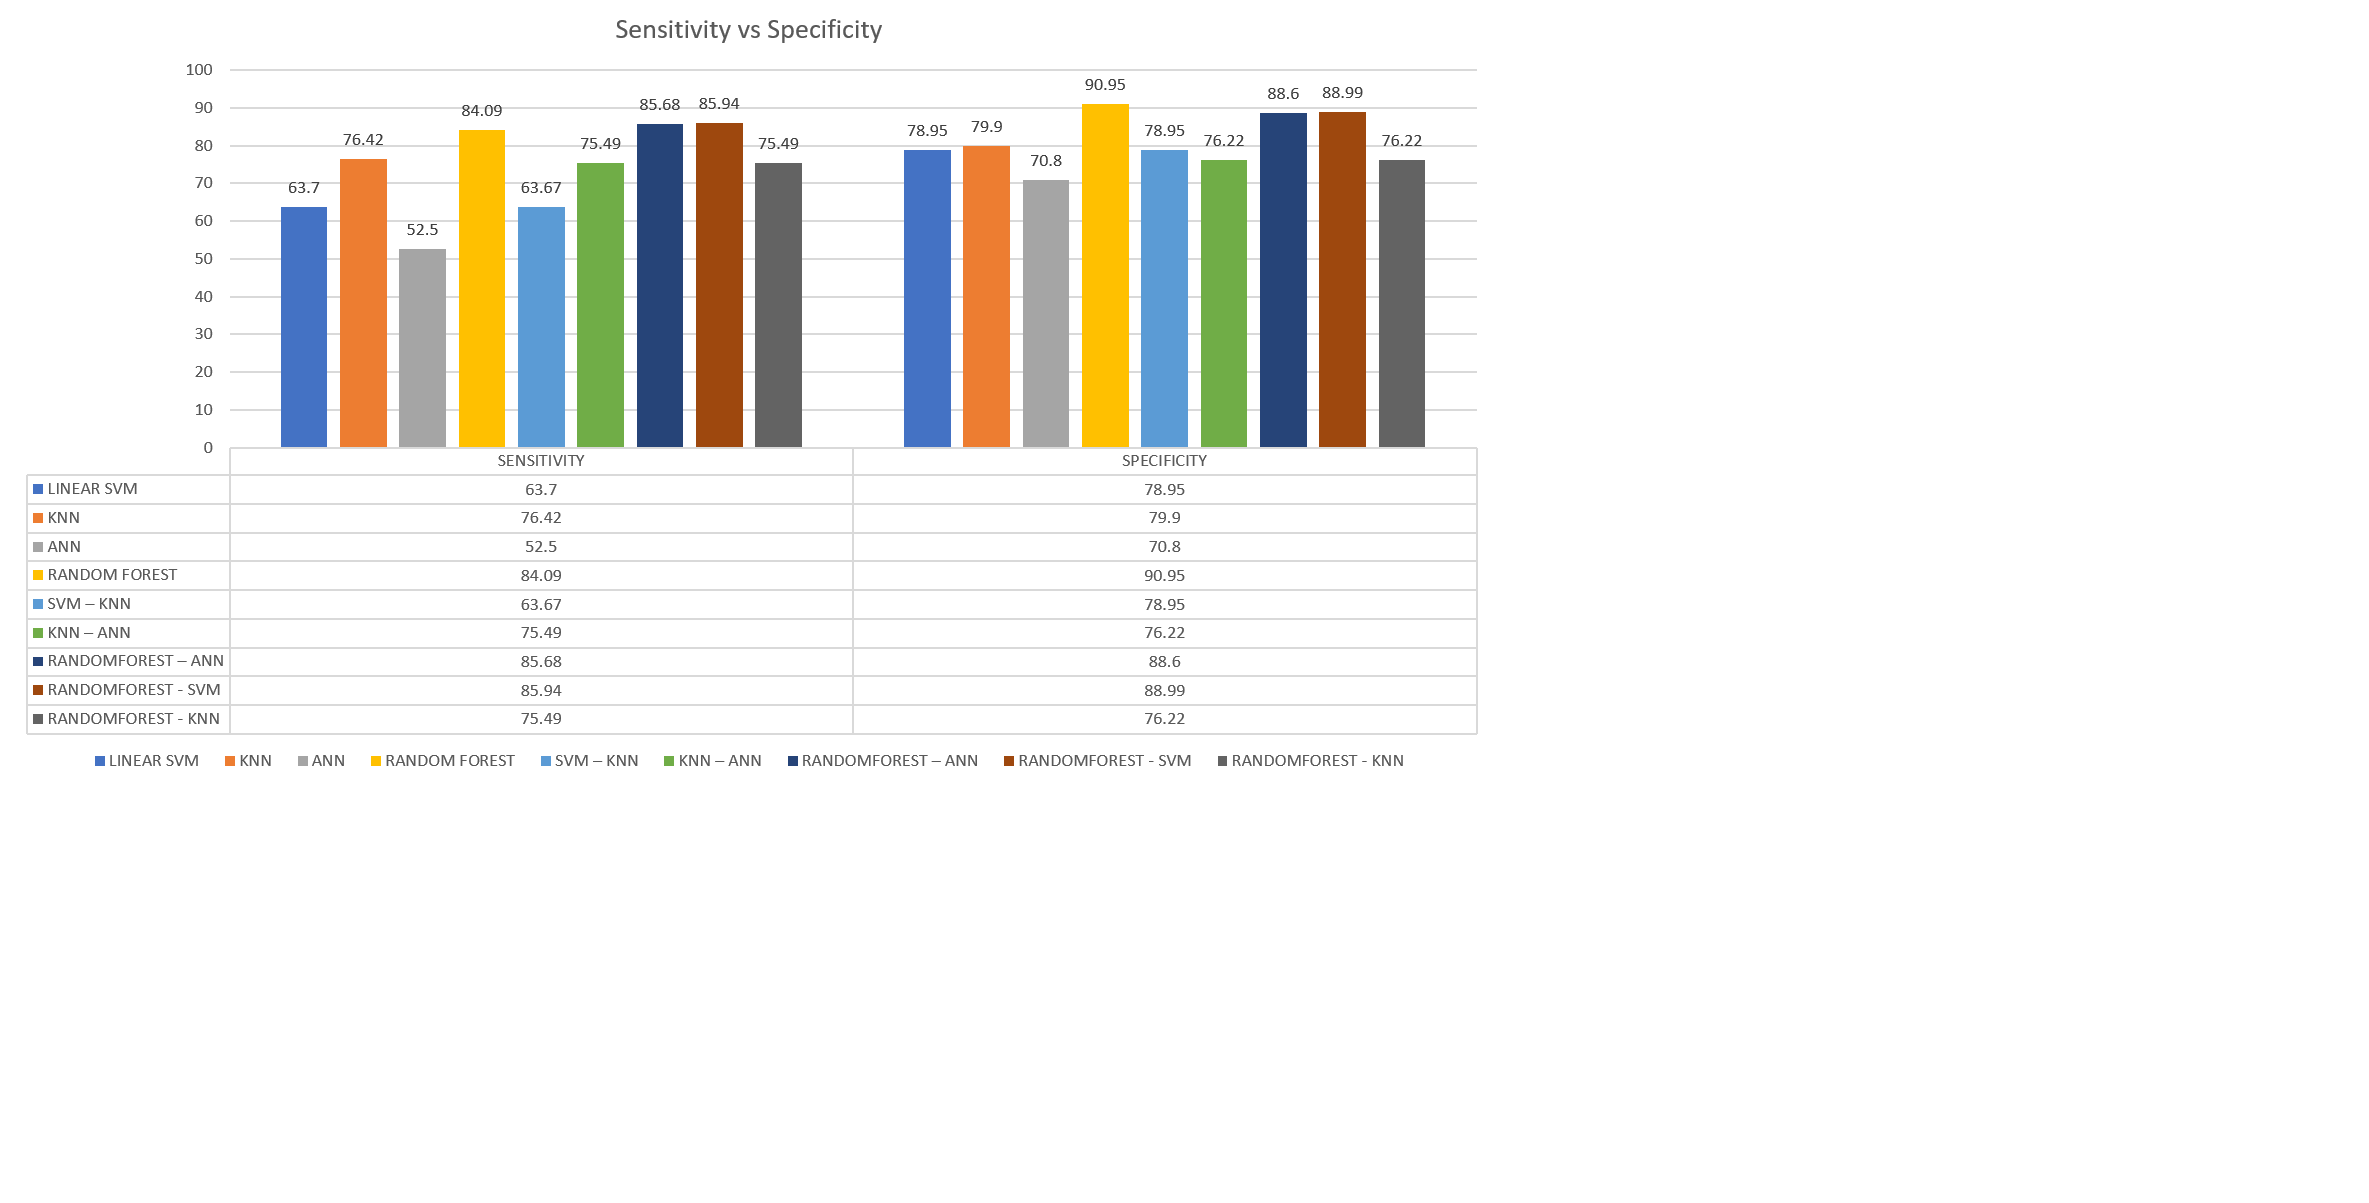 Sensitivity vs Specificity
100
90
80
70
60
50
40
30
20
10
0
63.7
76.42
52.5
84.09
63.67
75.49
85.68
85.94
75.49
78.95
79.9
70.8
90.95
78.95
76.22
88.6
88.99
76.22
SENSITIVITY SPECIFICITY
LINEAR SVM 63.7 78.95
KNN 76.42 79.9
ANN 52.5 70.8
RANDOM FOREST 84.09 90.95
SVM – KNN 63.67 78.95
KNN – ANN 75.49 76.22
RANDOMFOREST – ANN 85.68 88.6
RANDOMFOREST - SVM 85.94 88.99
RANDOMFOREST - KNN 75.49 76.22
LINEAR SVM KNN ANN RANDOM FOREST SVM – KNN KNN – ANN RANDOMFOREST – ANN RANDOMFOREST - SVM RANDOMFOREST - KNN